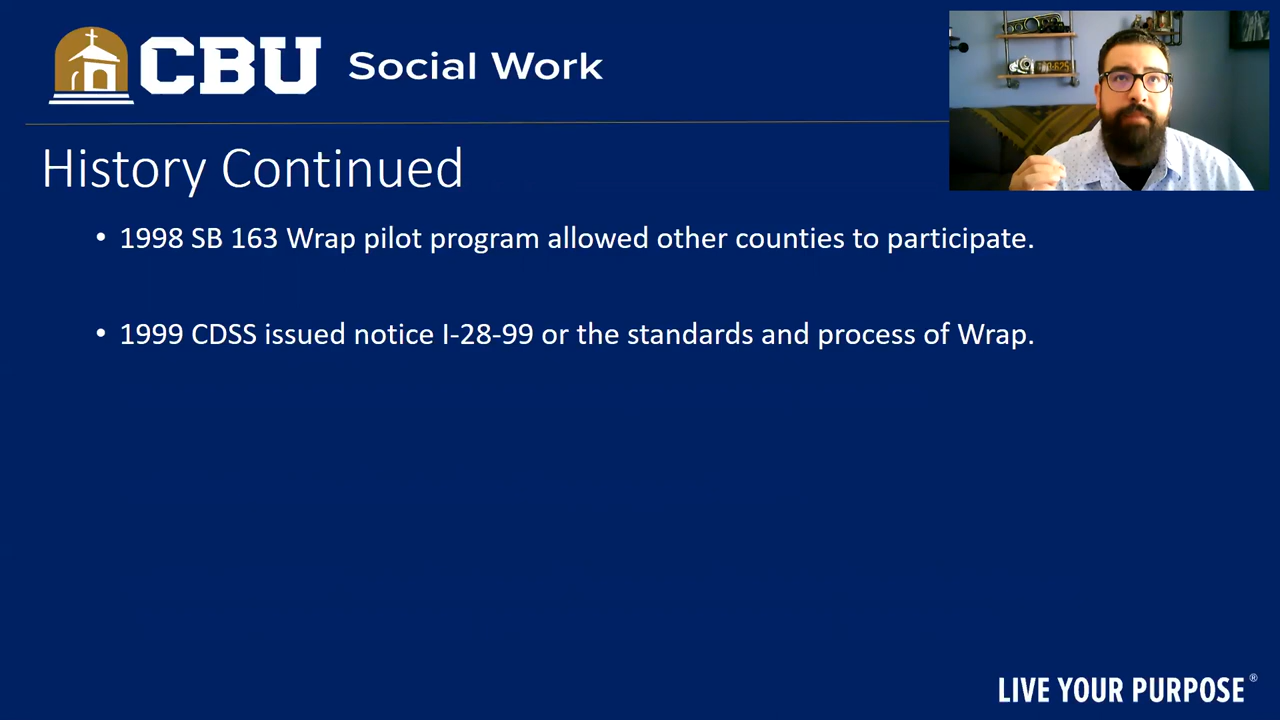 CBU Social Work
History Continued
• 1998 SB 163 Wrap pilot program allowed other counties to participate.
• 1999 CDSS issued notice I-28-99 or the standards and process of Wrap.
LIVE YOUR PURPOSE®